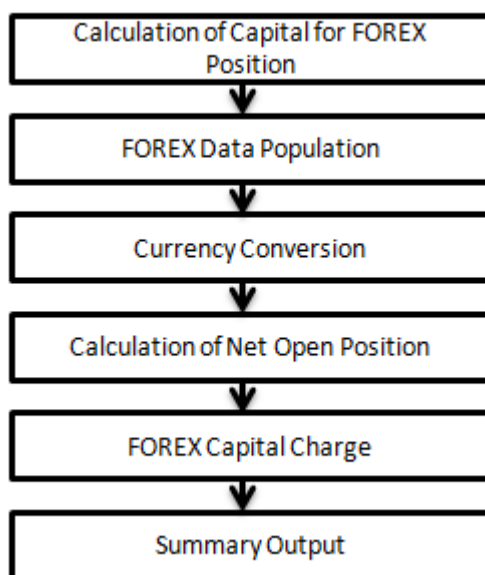 Calculation of Capital for FOREX
Position
FOREX Data Population
Currency Conversion
Calculation of Net Open Position
FOREX Capital Charge
Summary Output